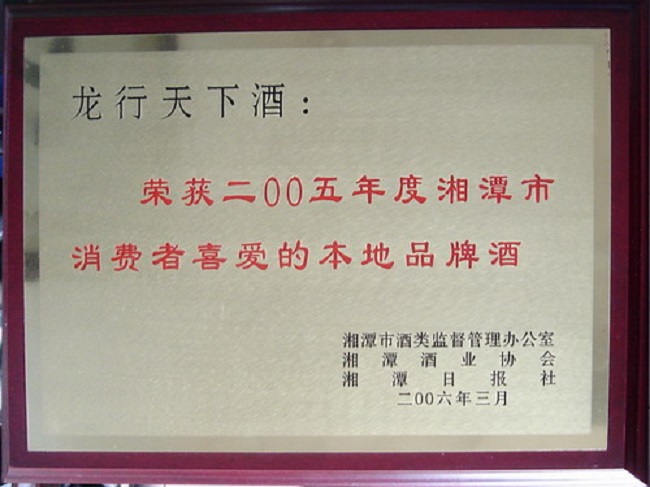 龙行天下酒：
荣获二00五年度湘潭市
消费者喜爱的本地品牌酒
湘潭市酒类监督管理办公室
湘潭酒业协会
湘潭日报社
二00六年三月